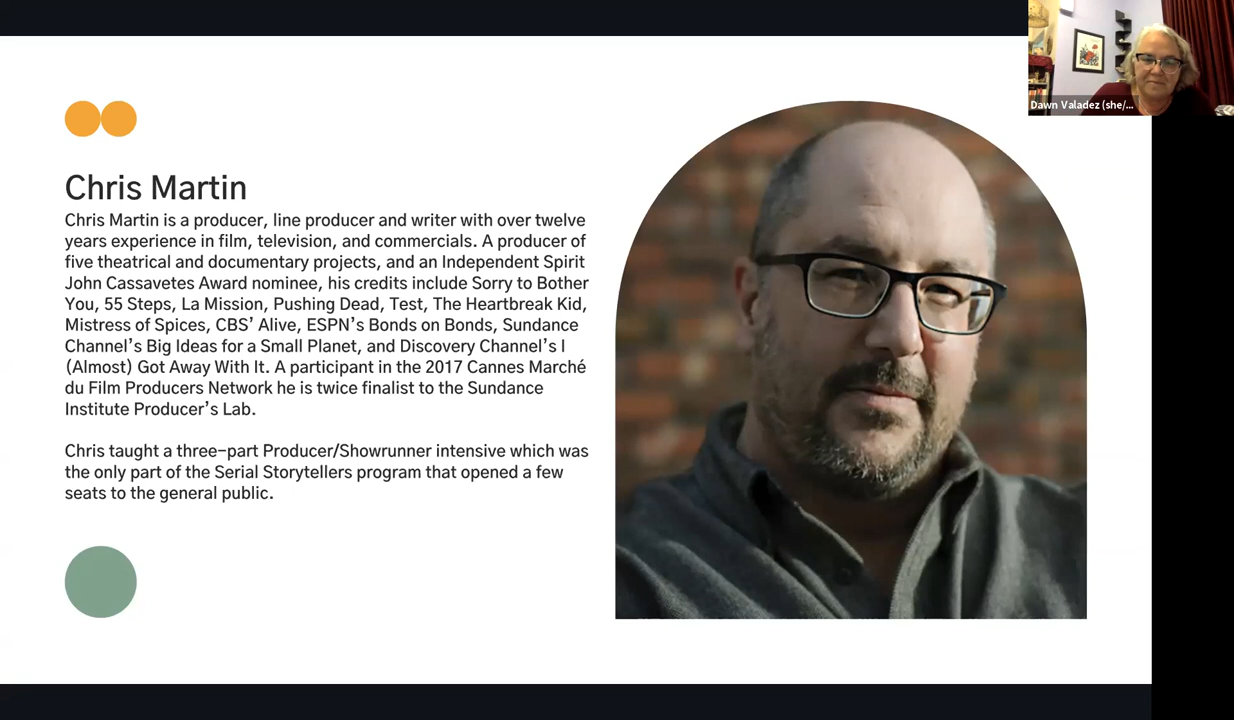 Dawn Valadez (she/...
Chris Martin
Chris Martin is a producer, line producer and writer with over twelve
years experience in film, television, and commercials. A producer of
five theatrical and documentary projects, and an Independent Spirit
John Cassavetes Award nominee, his credits include Sorry to Bother
You, 55 Steps, La Mission, Pushing Dead, Test, The Heartbreak Kid,
Mistress of Spices, CBS’ Alive, ESPN’s Bonds on Bonds, Sundance
Channel’s Big Ideas for a Small Planet, and Discovery Channel’s I
(Almost) Got Away With It. A participant in the 2017 Cannes Marché
du Film Producers Network he is twice finalist to the Sundance
Institute Producer’s Lab.
Chris taught a three-part Producer/Showrunner intensive which was
the only part of the Serial Storytellers program that opened a few
seats to the general public.